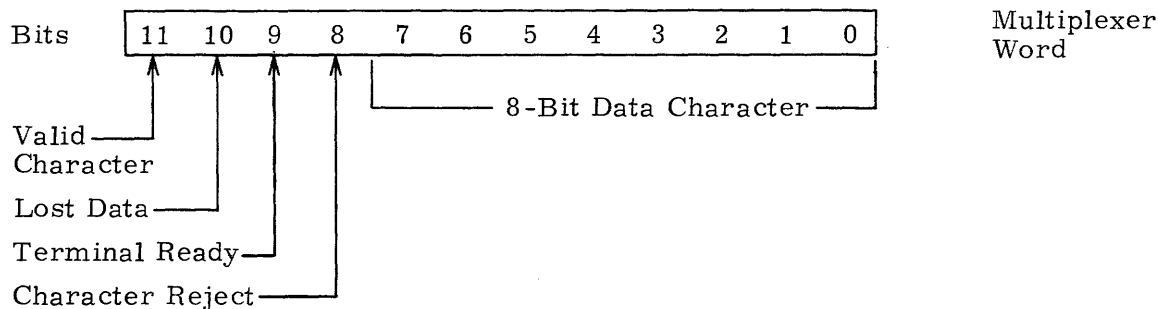 Bits 11 10 9 8 7 6 5 4 3 2 1 0 Multiplexer
Word
8-Bit Data Character
Valid
Character
Lost Data
Terminal Ready
Character Reject